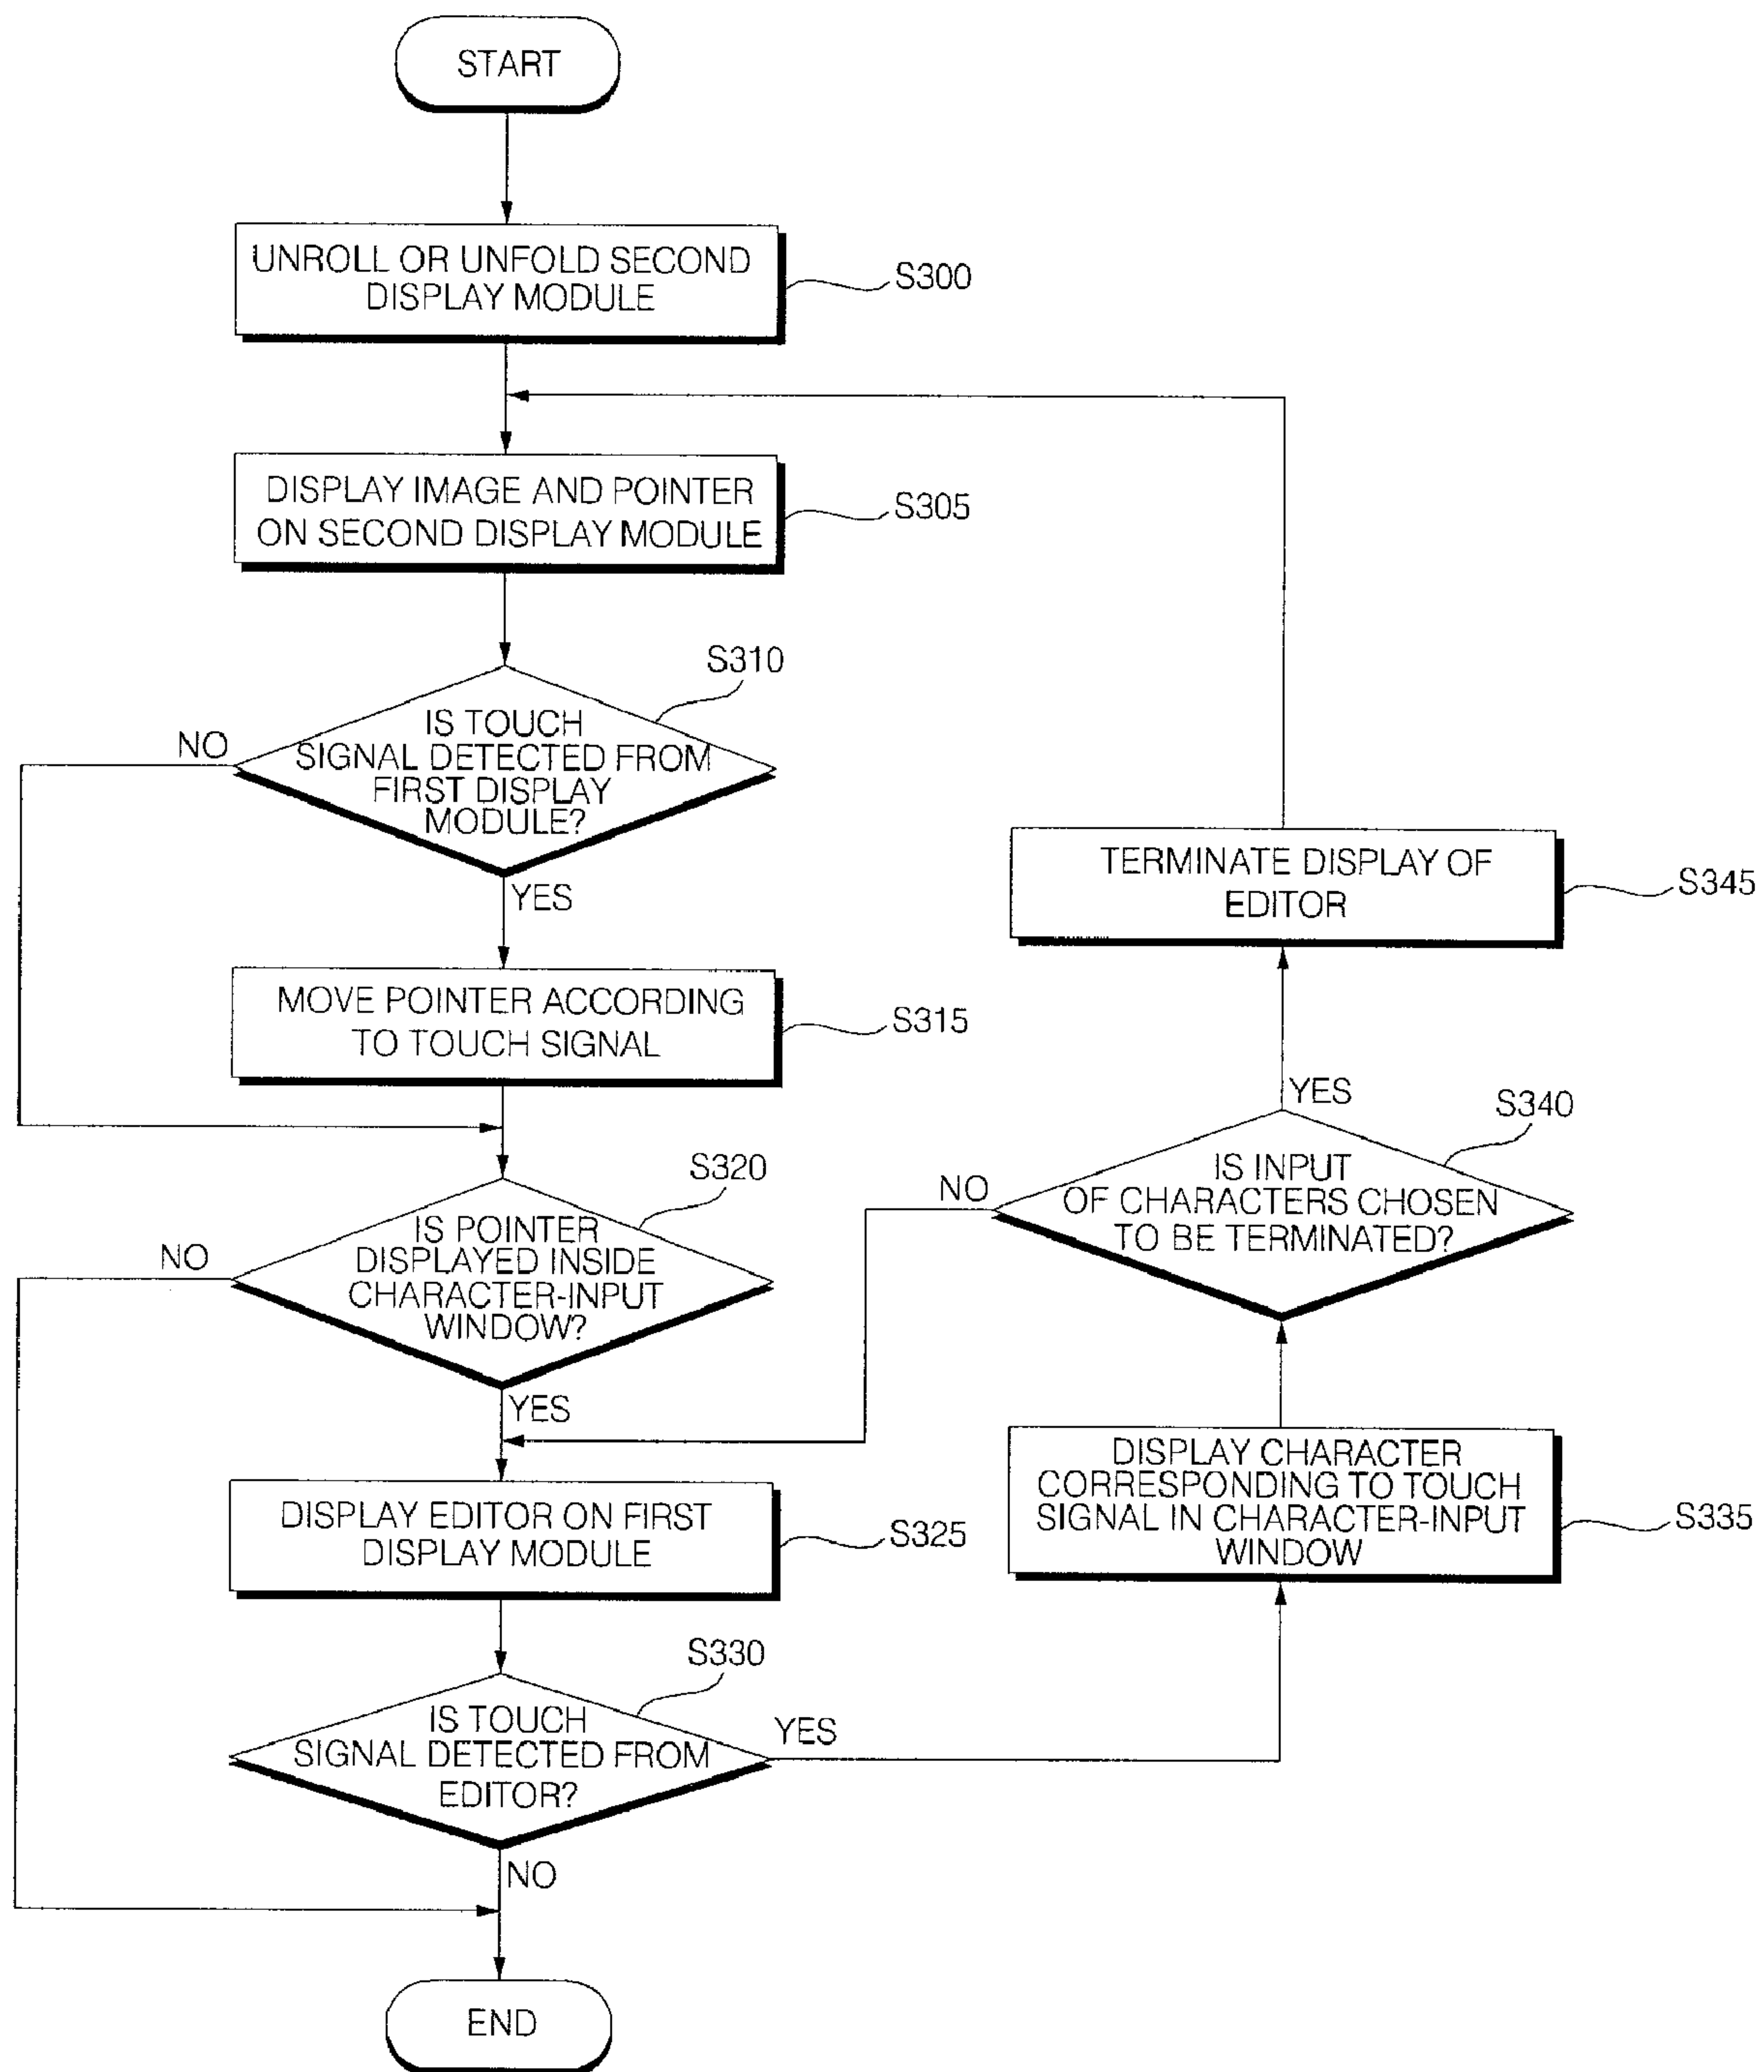 START
UNROLL OR UNFOLD SECOND
DISPLAY MODULE
S300
DISPLAY IMAGE AND POINTER
ON SECOND DISPLAY MODULE
S305
S310
IS TOUCH
SIGNAL DETECTED FROM
FIRST DISPLAY
MODULE?
NO
YES
MOVE POINTER ACCORDING
TO TOUCH SIGNAL
S315
S320
IS POINTER
DISPLAYED INSIDE
CHARACTER-INPUT
WINDOW?
NO
YES
DISPLAY EDITOR ON FIRST
DISPLAY MODULE
S325
S330
IS TOUCH
SIGNAL DETECTED FROM
EDITOR?
YES
NO
END
DISPLAY CHARACTER
CORRESPONDING TO TOUCH
SIGNAL IN CHARACTER-INPUT
WINDOW
S335
S340
IS INPUT
OF CHARACTERS CHOSEN
TO BE TERMINATED?
NO
YES
TERMINATE DISPLAY OF
EDITOR
S345